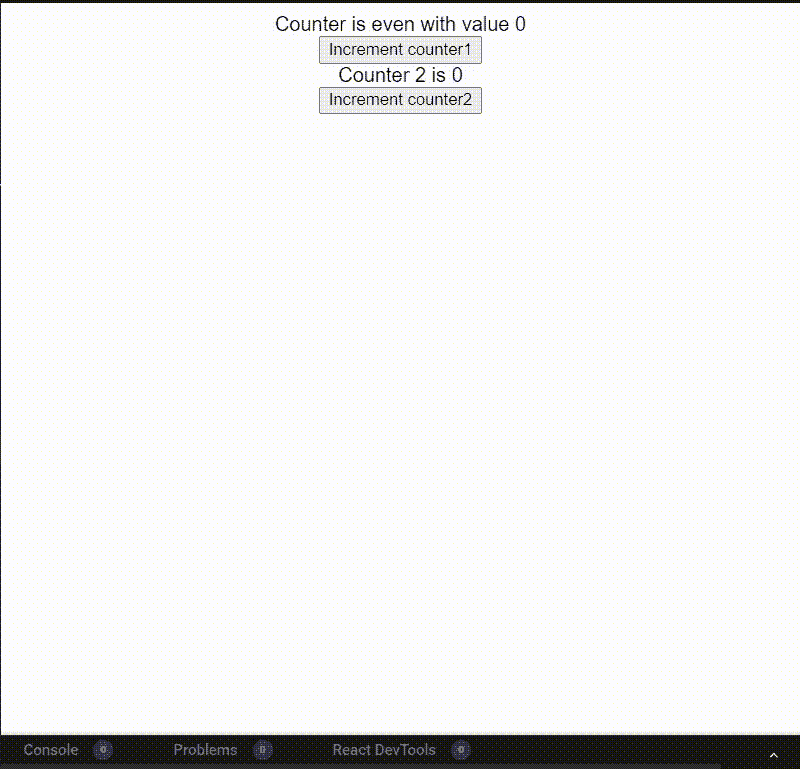 Counter is even with value 0
Increment counter1
Counter 2 is 0
Increment counter2
Console 0 Problems 0 React DevTools 0